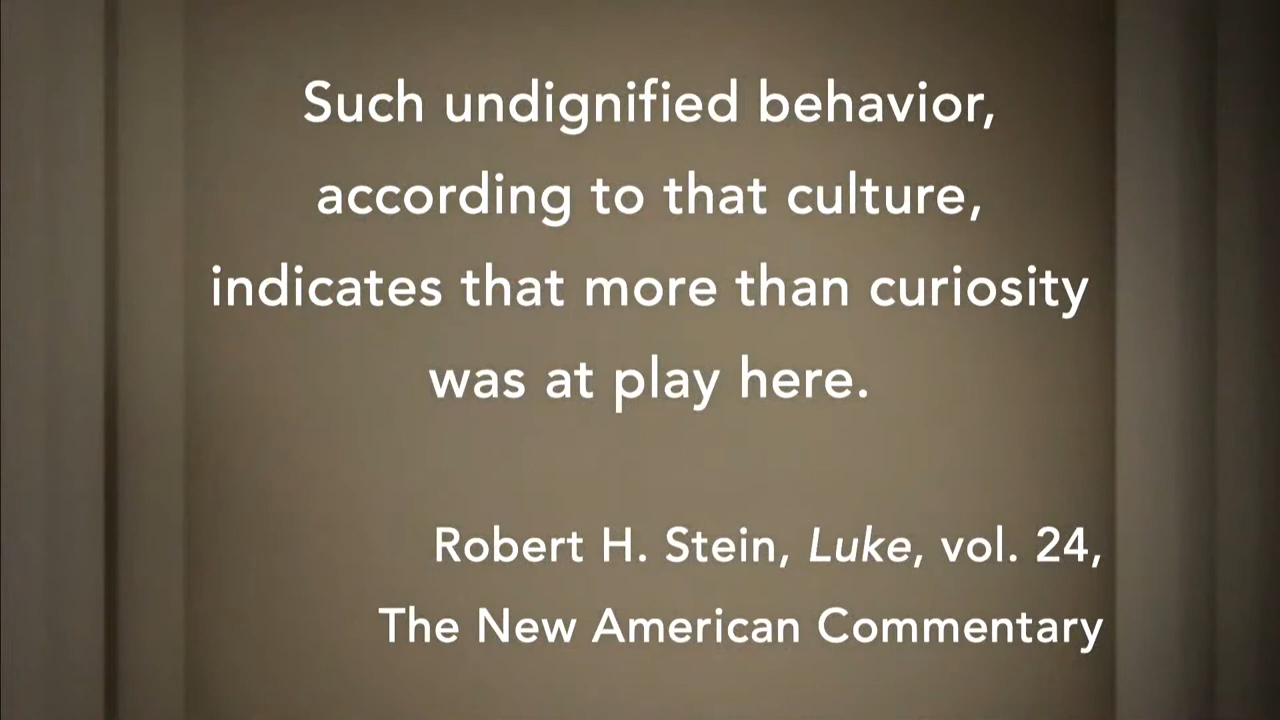 Such undignified behavior,
according to that culture,
indicates that more than curiosity
was at play here.
Robert H. Stein, Luke, vol. 24,
The New American Commentary